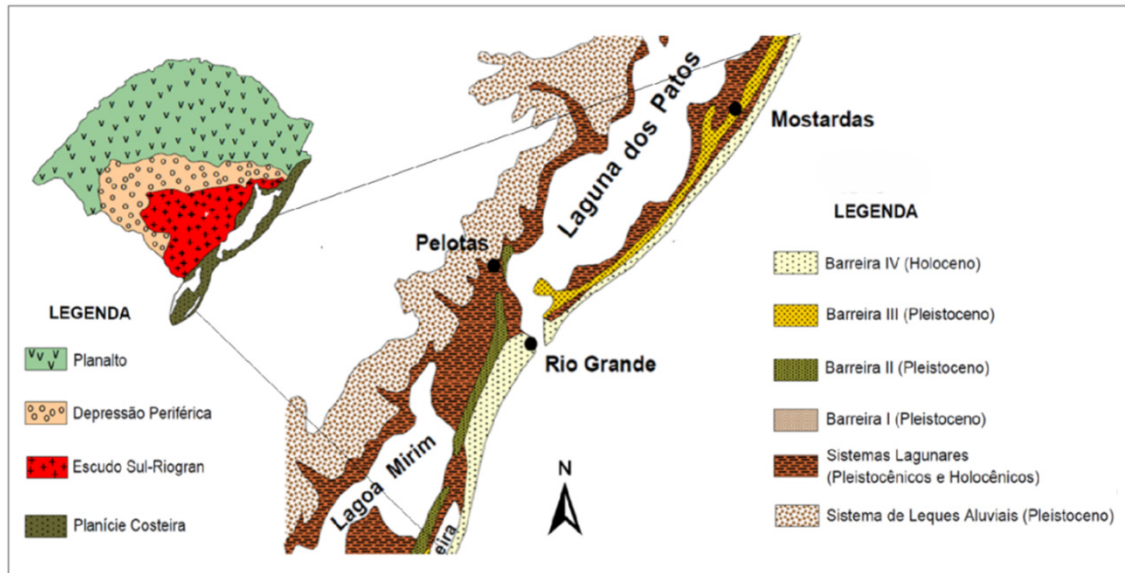 LEGENDA
Planalto
Depressão Periférica
Escudo Sul-Riogran
Planície Costeira
Laguna dos Patos
Mostardas
Pelotas
Rio Grande
Lagoa Mirim
eira
N
LEGENDA
Barreira IV (Holoceno)
Barreira III (Pleistoceno)
Barreira II (Pleistoceno)
Barreira I (Pleistoceno)
Sistemas Lagunares
(Pleistocênicos e Holocênicos)
Sistema de Leques Aluviais (Pleistoceno)